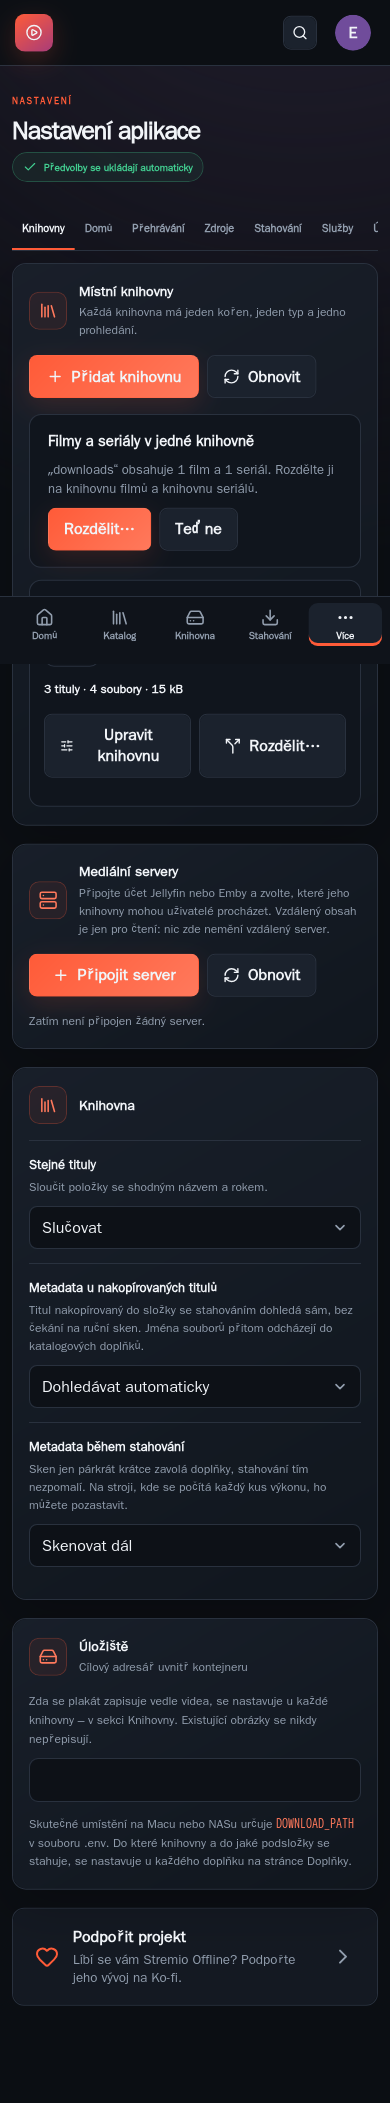 E
NASTAVENÍ
Nastavení aplikace
Předvolby se ukládají automaticky
Knihovny Domů Přehrávání Zdroje Stahování Služby
Místní knihovny
Každá knihovna má jeden kořen, jeden typ a jedno
prohledání.
Přidat knihovnu Obnovit
Filmy a seriály v jedné knihovně
„downloads“ obsahuje 1 film a 1 seriál. Rozdělte ji
na knihovnu filmů a knihovnu seriálů.
Rozdělit… Teď ne
Domů Katalog Knihovna Stahování Více
3 tituly · 4 soubory · 15 kB
Upravit
knihovnu
Rozdělit…
Mediální servery
Připojte účet Jellyfin nebo Emby a zvolte, které jeho
knihovny mohou uživatelé procházet. Vzdálený obsah
je jen pro čtení: nic zde nemění vzdálený server.
Připojit server Obnovit
Zatím není připojen žádný server.
Knihovna
Stejné tituly
Sloučit položky se shodným názvem a rokem.
Slučovat
Metadata u nakopírovaných titulů
Titul nakopírovaný do složky se stahováním dohledá sám, bez
čekání na ruční sken. Jména souborů přitom odcházejí do
katalogových doplňků.
Dohledávat automaticky
Metadata během stahování
Sken jen párkrát krátce zavolá doplňky, stahování tím
nezpomalí. Na stroji, kde se počítá každý kus výkonu, ho
můžete pozastavit.
Skenovat dál
Úložiště
Cílový adresář uvnitř kontejneru
Zda se plakát zapisuje vedle videa, se nastavuje u každé
knihovny – v sekci Knihovny. Existující obrázky se nikdy
nepřepisují.
Skutečné umístění na Macu nebo NASu určuje DOWNLOAD_PATH
v souboru .env. Do které knihovny a do jaké podsložky se
stahuje, se nastavuje u každého doplňku na stránce Doplňky.
Podpořit projekt
Líbí se vám Stremio Offline? Podpořte
jeho vývoj na Ko-fi.